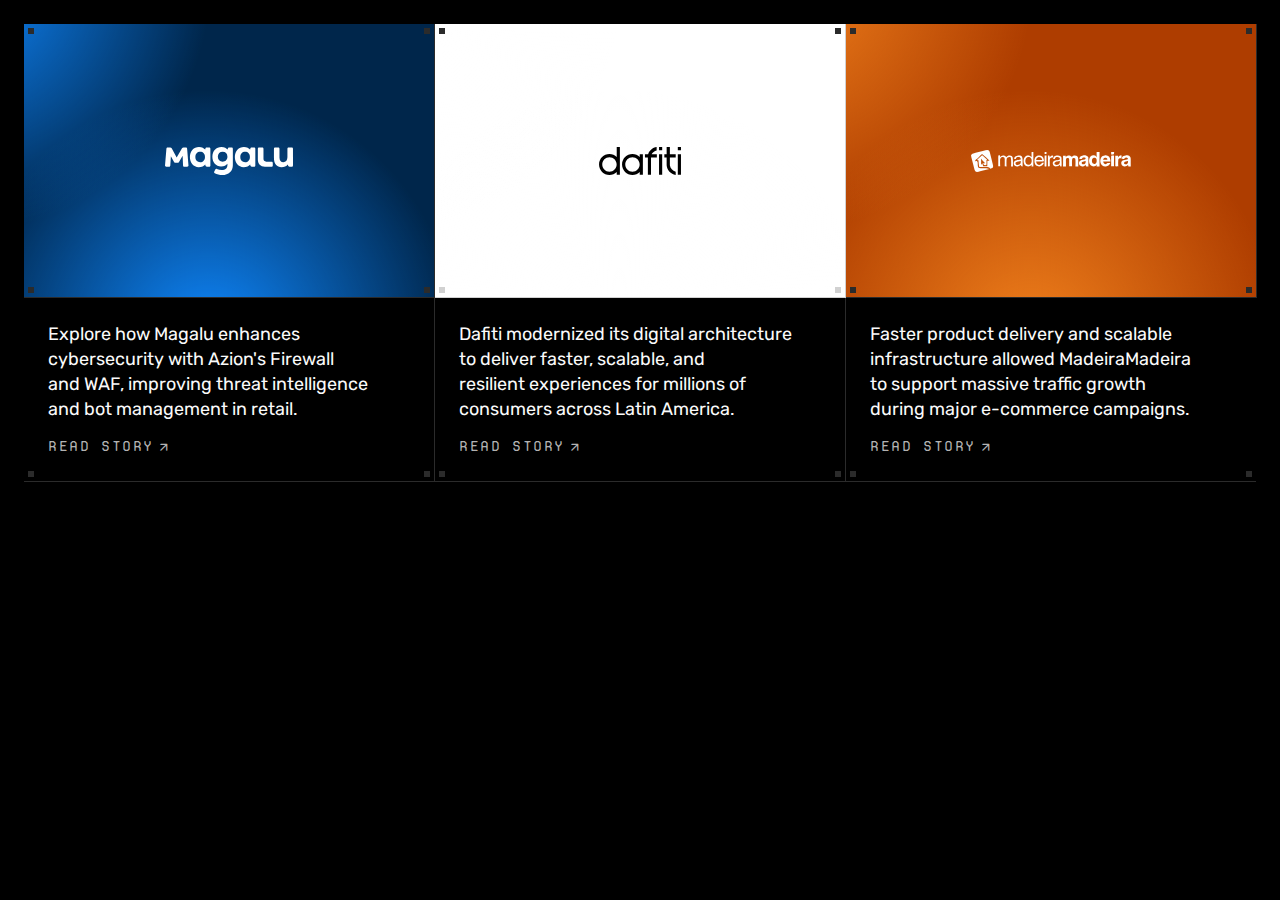 Magalu
dafiti
madeiramadeira
Explore how Magalu enhances
cybersecurity with Azion's Firewall
and WAF, improving threat intelligence
and bot management in retail.
READ STORY
Dafiti modernized its digital architecture
to deliver faster, scalable, and
resilient experiences for millions of
consumers across Latin America.
READ STORY
Faster product delivery and scalable
infrastructure allowed MadeiraMadeira
to support massive traffic growth
during major e-commerce campaigns.
READ STORY